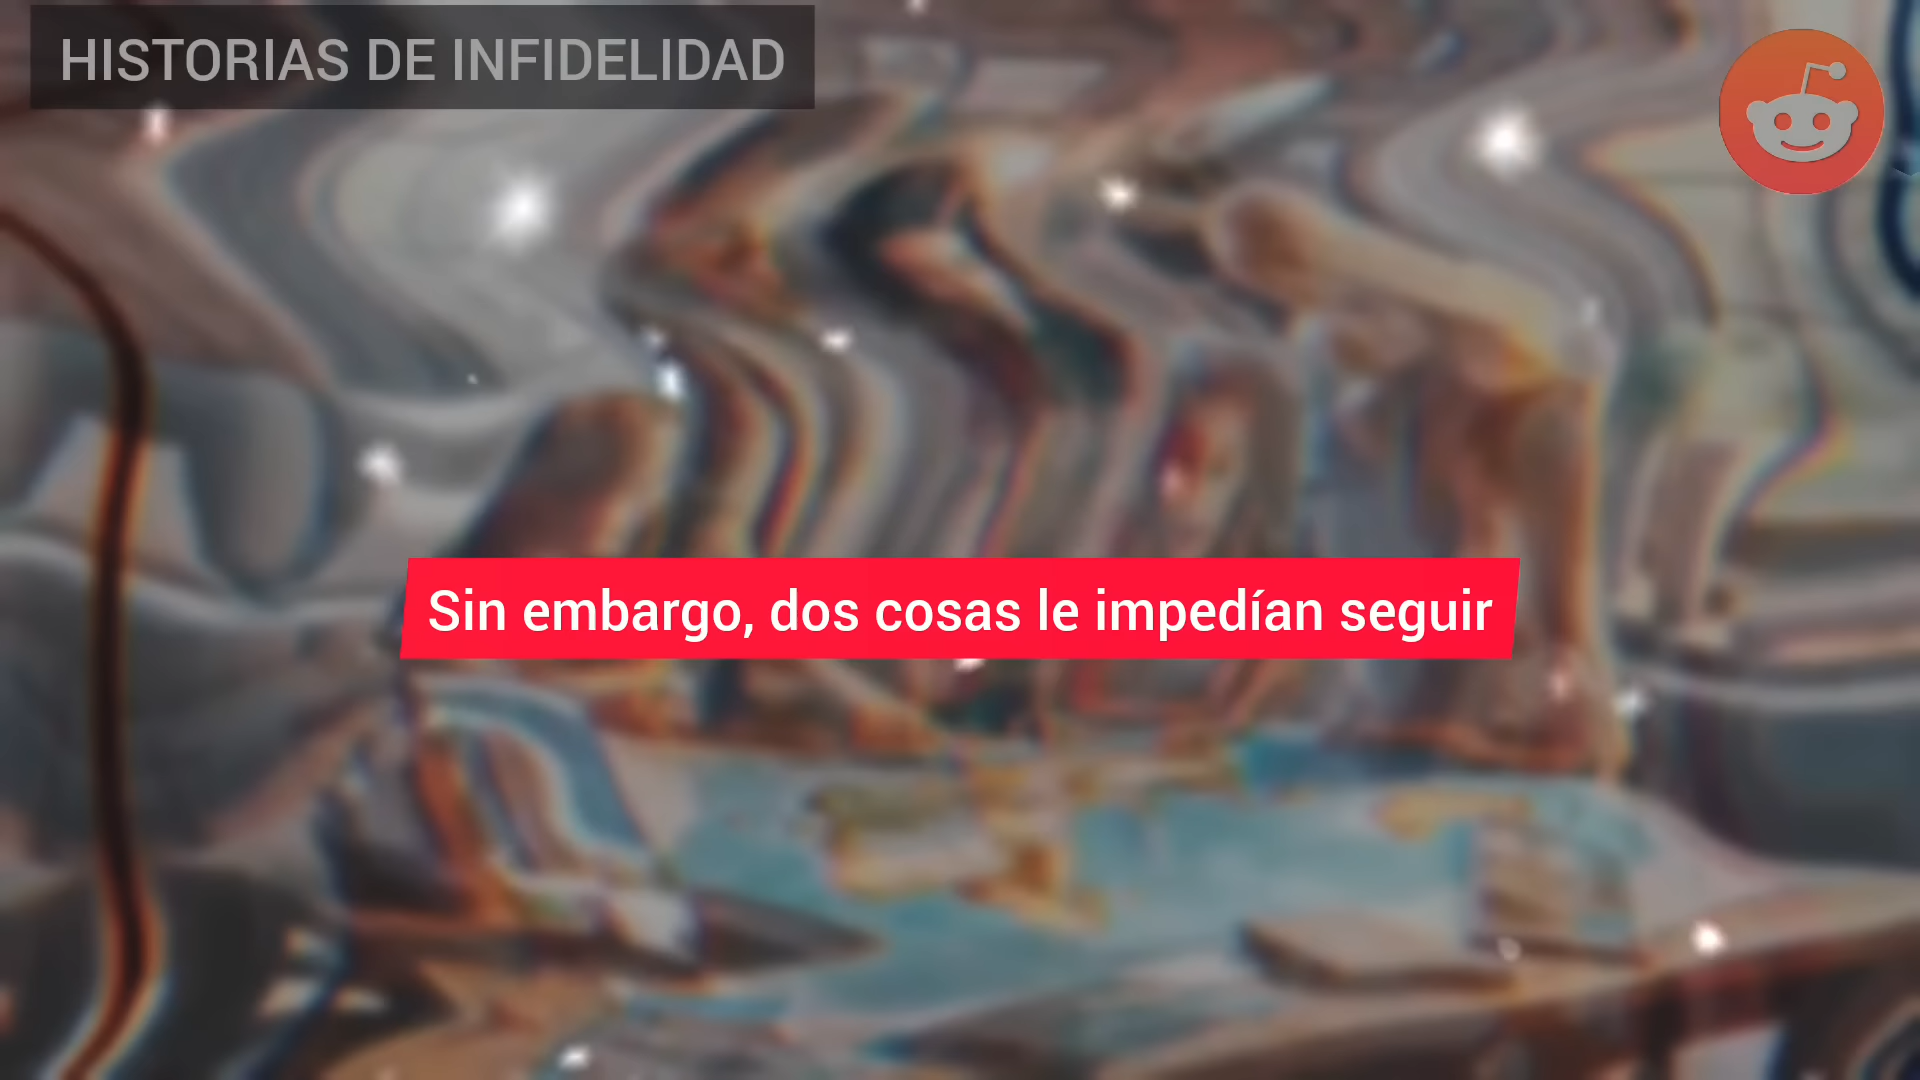 HISTORIAS DE INFIDELIDAD
Sin embargo, dos cosas le impedían seguir